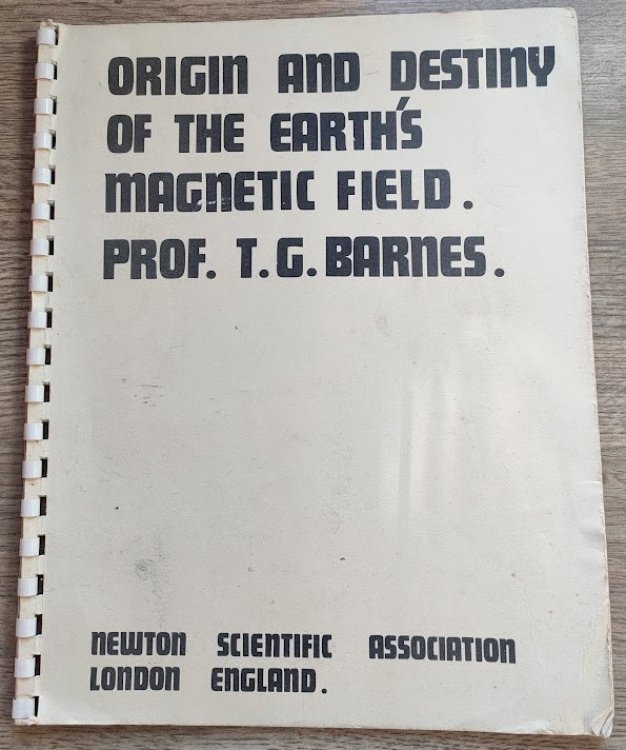 ORIGIN AND DESTINY
OF THE EARTH'S
MAGNETIC FIELD.
PROF. T.G. BARNES.
NEWTON SCIENTIFIC ASSOCIATION
LONDON ENGLAND.